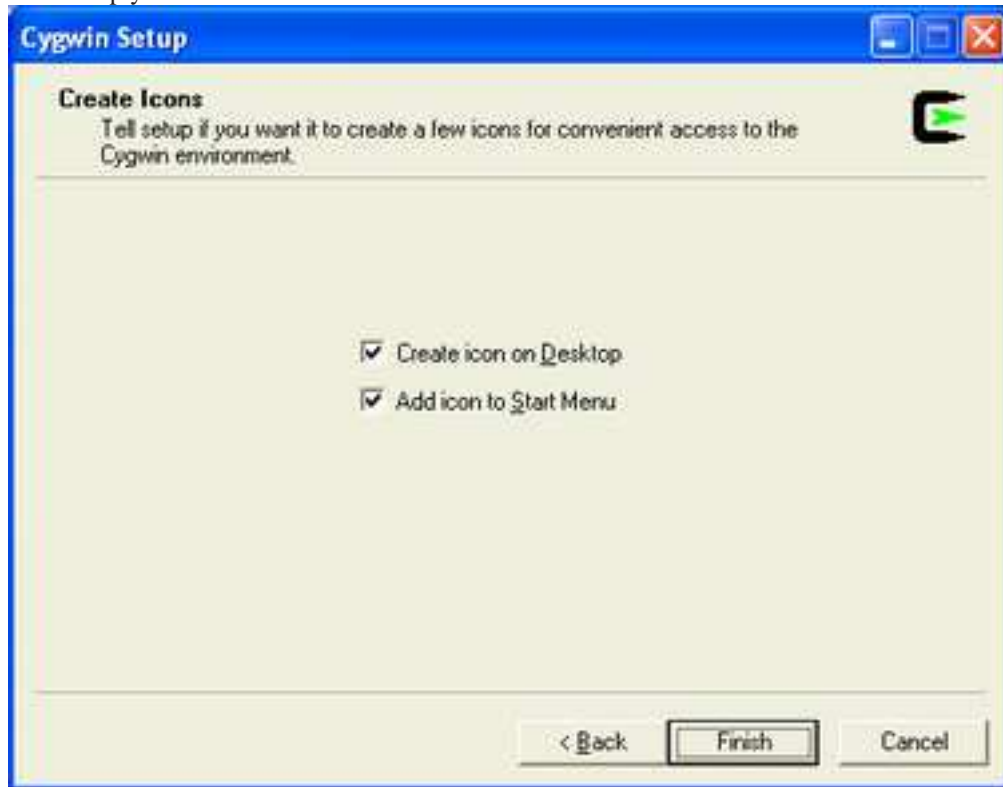 Cygwin Setup
Create Icons
Tell setup if you want it to create a few icons for convenient access to the
Cygwin environment.
Create icon on Desktop
Add icon to Start Menu
< Back Finish Cancel